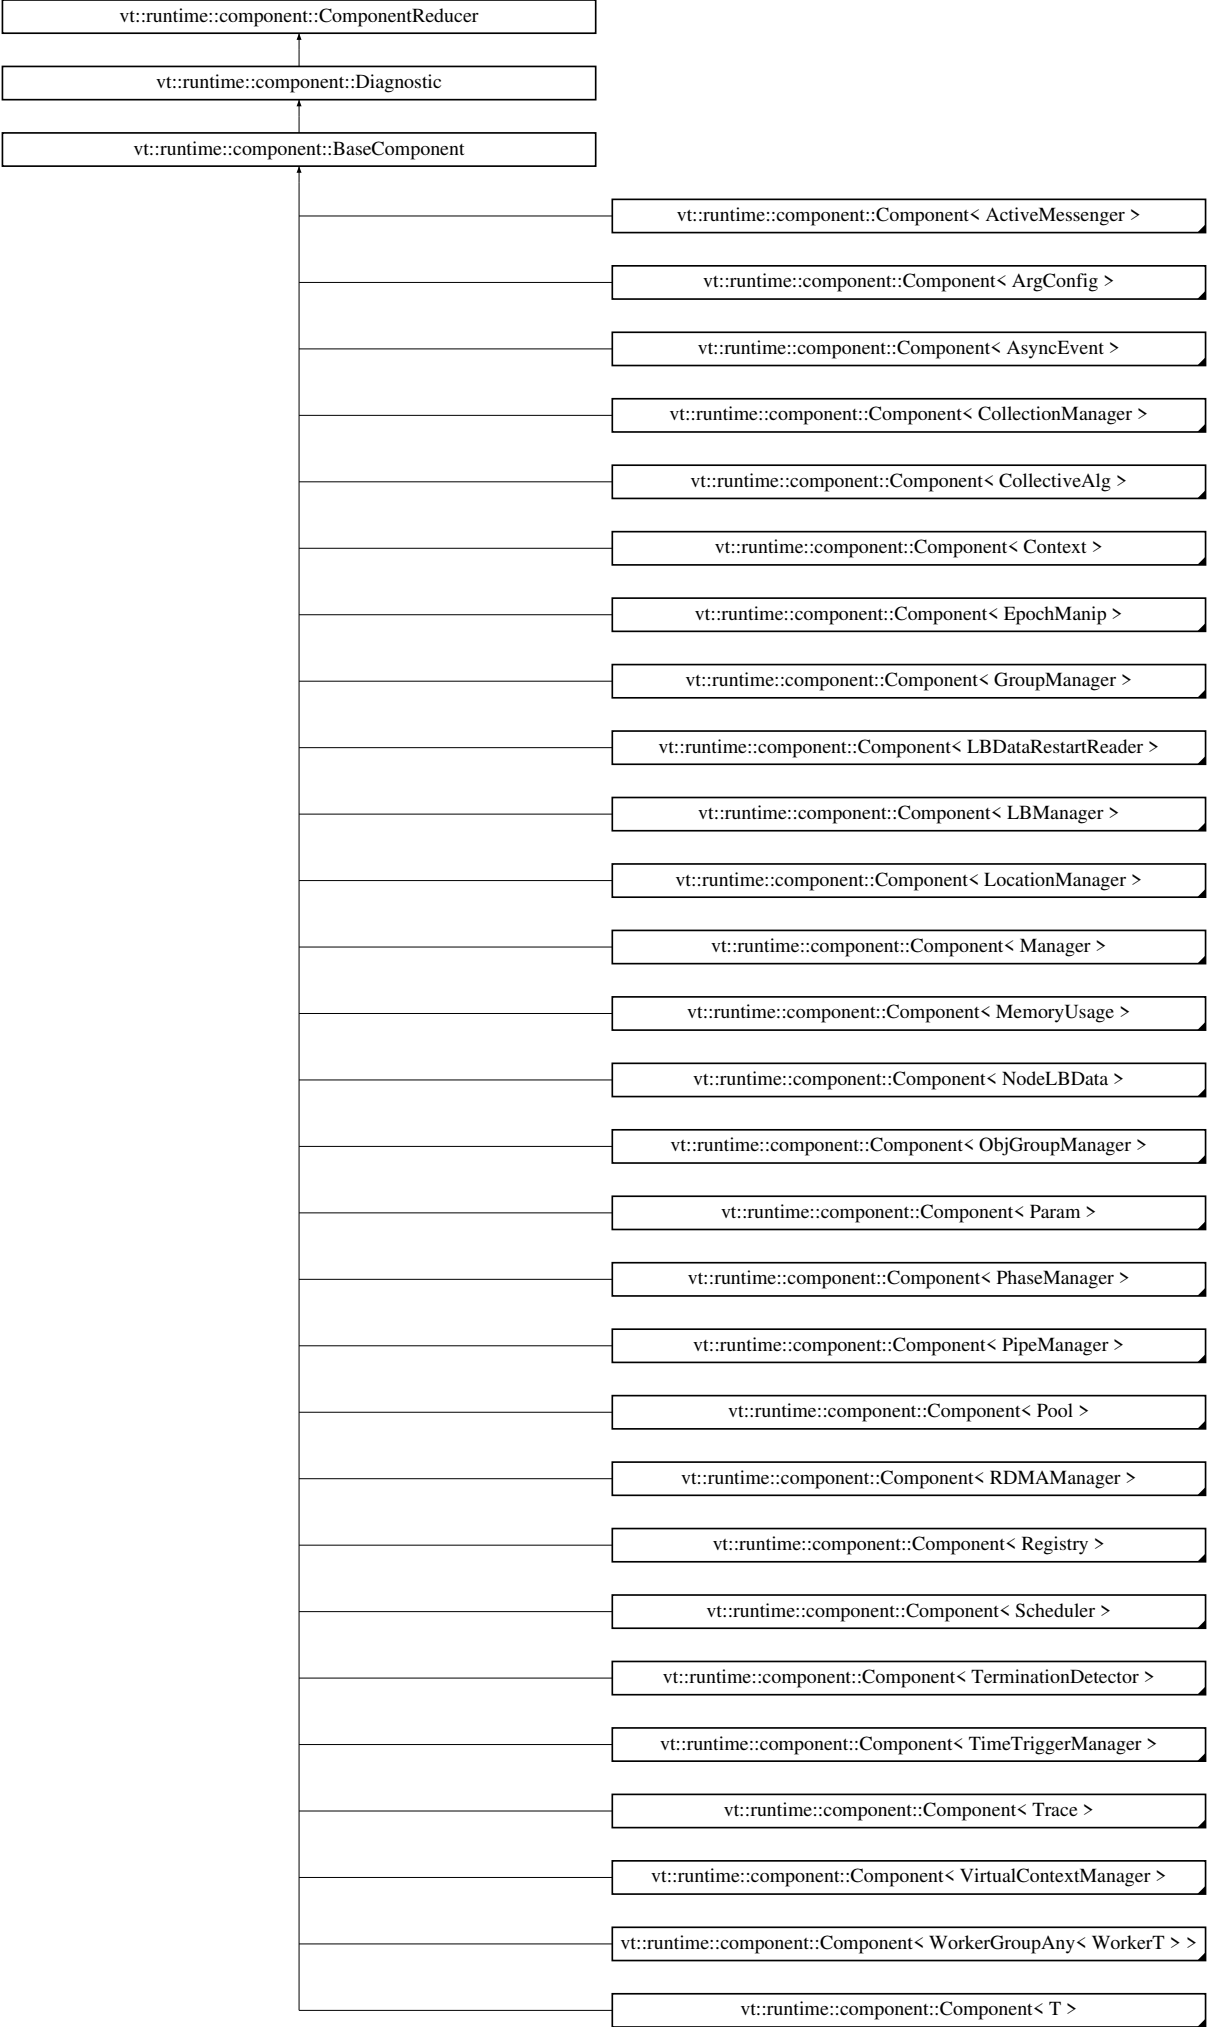 vt::runtime::component::ComponentReducer
vt::runtime::component::Diagnostic
vt::runtime::component::BaseComponent
vt::runtime::component::Component< ActiveMessenger >
vt::runtime::component::Component< ArgConfig >
vt::runtime::component::Component< AsyncEvent >
vt::runtime::component::Component< CollectionManager >
vt::runtime::component::Component< CollectiveAlg >
vt::runtime::component::Component< Context >
vt::runtime::component::Component< EpochManip >
vt::runtime::component::Component< GroupManager >
vt::runtime::component::Component< LBDataRestartReader >
vt::runtime::component::Component< LBManager >
vt::runtime::component::Component< LocationManager >
vt::runtime::component::Component< Manager >
vt::runtime::component::Component< MemoryUsage >
vt::runtime::component::Component< NodeLBData >
vt::runtime::component::Component< ObjGroupManager >
vt::runtime::component::Component< Param >
vt::runtime::component::Component< PhaseManager >
vt::runtime::component::Component< PipeManager >
vt::runtime::component::Component< Pool >
vt::runtime::component::Component< RDMAManager >
vt::runtime::component::Component< Registry >
vt::runtime::component::Component< Scheduler >
vt::runtime::component::Component< TerminationDetector >
vt::runtime::component::Component< TimeTriggerManager >
vt::runtime::component::Component< Trace >
vt::runtime::component::Component< VirtualContextManager >
vt::runtime::component::Component< WorkerGroupAny< WorkerT > >
vt::runtime::component::Component< T >